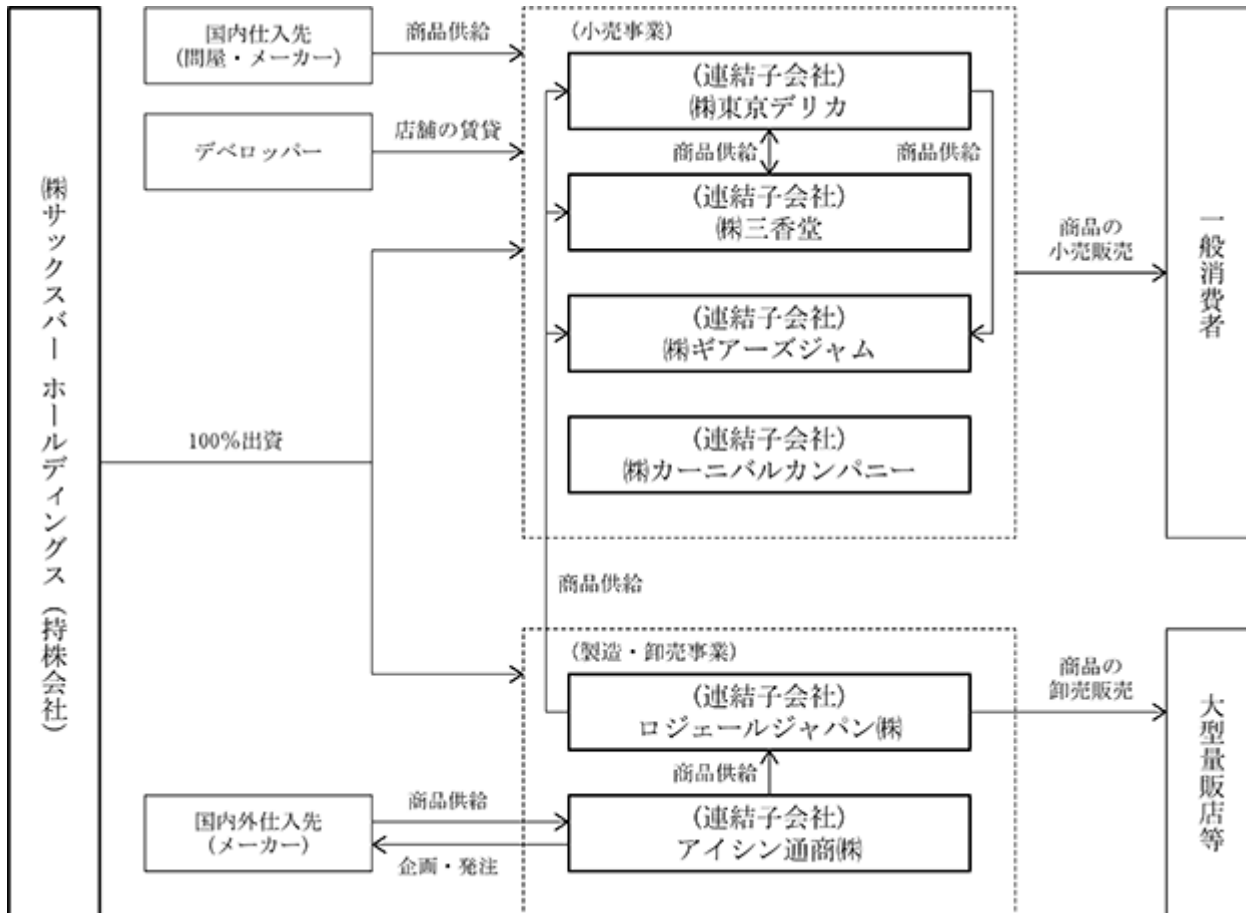 ㈱サックスバー ホールディングス (持株会社)
国内仕入先
(問屋・メーカー)
商品供給
デベロッパー
店舗の賃貸
100%出資
(小売事業)
(連結子会社)
㈱東京デリカ
商品供給
商品供給
(連結子会社)
㈱三香堂
(連結子会社)
㈱ギアーズジャム
(連結子会社)
㈱カーニバルカンパニー
商品の
小売販売
一般消費者
商品供給
(製造・卸売事業)
(連結子会社)
ロジェールジャパン㈱
商品供給
(連結子会社)
アイシン通商㈱
国内外仕入先
(メーカー)
商品供給
企画・発注
商品の
卸売販売
大型量販店等